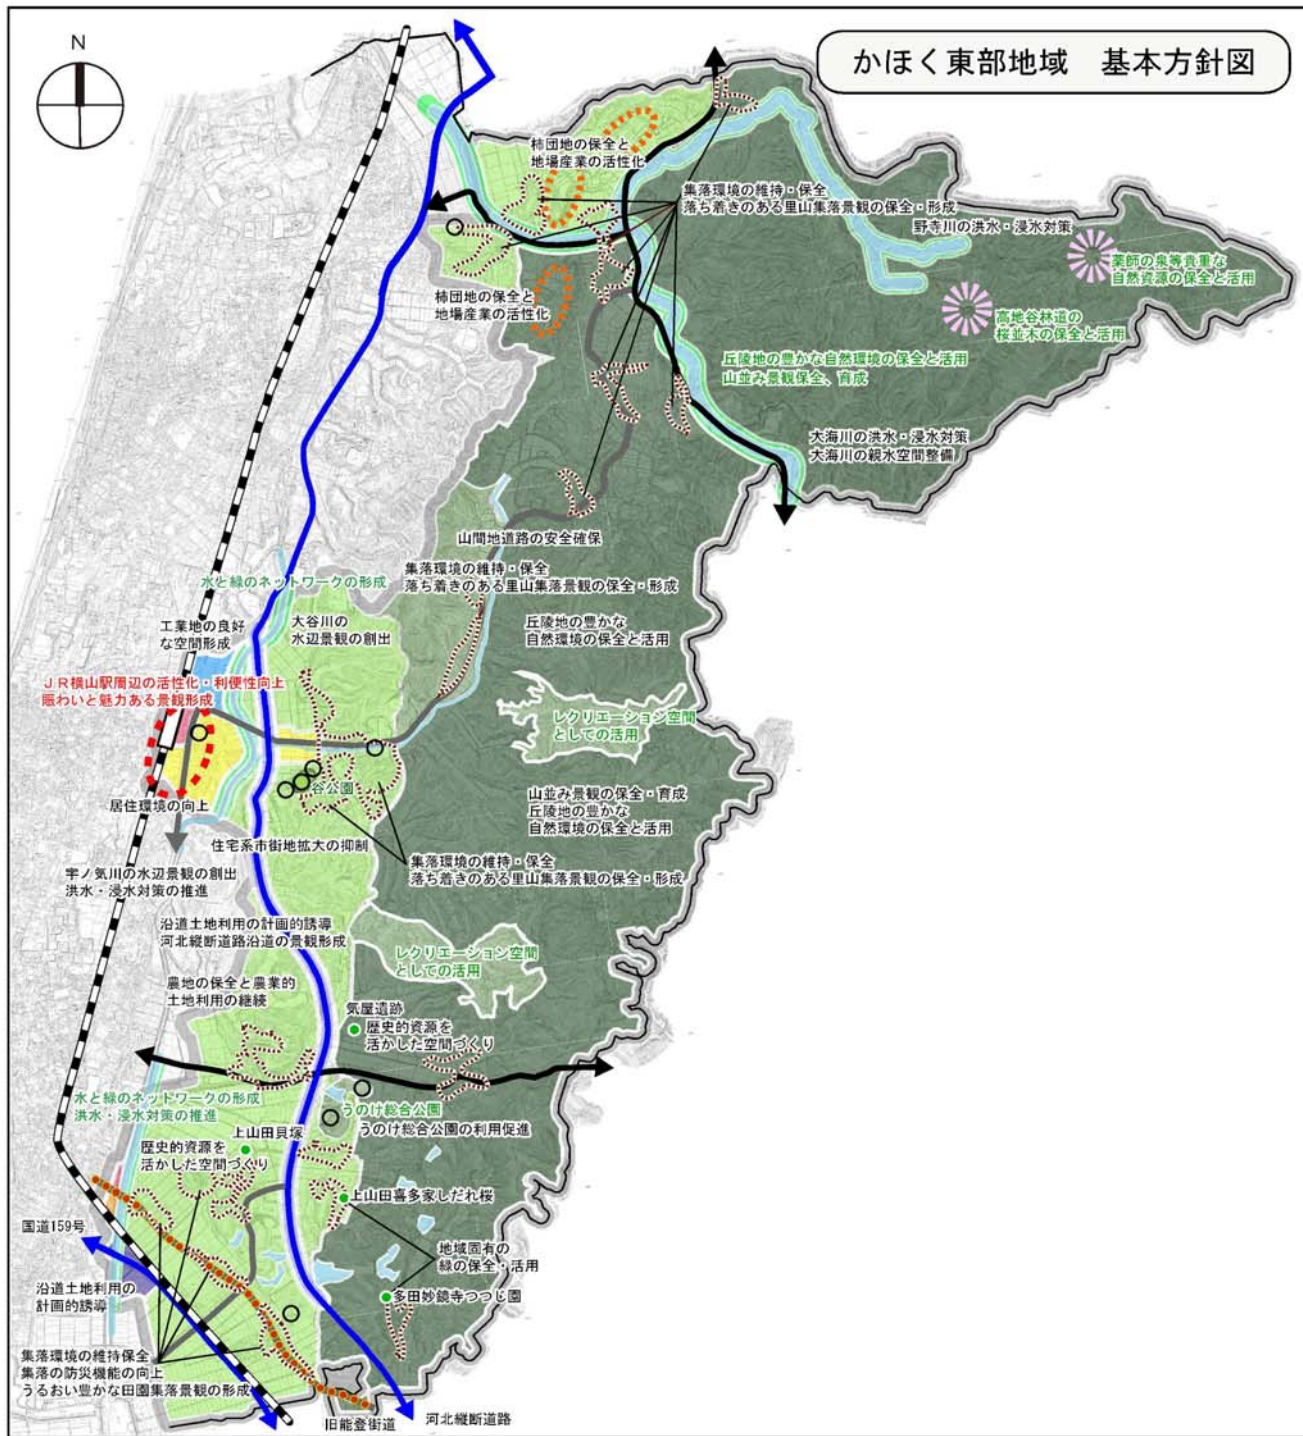 かほく東部地域 基本方針図
N
柿団地の保全と
地場産業の活性化
集落環境の維持・保全
落ち着きのある里山集落景観の保全・形成
野寺川の洪水・浸水対策
薬師の泉等貴重な
自然資源の保全と活用
柿団地の保全と
地場産業の活性化
高地谷林道の
桜並木の保全と活用
丘陵地の豊かな自然環境の保全と活用
山並み景観保全、育成
大海川の洪水・浸水対策
大海川の親水空間整備
山間地道路の安全確保
集落環境の維持・保全
落ち着きのある里山集落景観の保全・形成
水と緑のネットワークの形成
工業地の良好
な空間形成
大谷川の
水辺景観の創出
丘陵地の豊かな
自然環境の保全と活用
JR横山駅周辺の活性化・利便性向上
賑わいと魅力ある景観形成
レクリエーション空間
としての活用
谷公園
山並み景観の保全・育成
丘陵地の豊かな
自然環境の保全と活用
居住環境の向上
住宅系市街地拡大の抑制
集落環境の維持・保全
落ち着きのある里山集落景観の保全・形成
宇ノ気川の水辺景観の創出
洪水・浸水対策の推進
沿道土地利用の計画的誘導
河北縦断道路沿道の景観形成
レクリエーション空間
としての活用
農地の保全と農業的
土地利用の継続
気屋遺跡
歴史的資源を
活かした空間づくり
水と緑のネットワークの形成
洪水・浸水対策の推進
うのけ総合公園
うのけ総合公園の利用促進
上山田貝塚
歴史的資源を
活かした空間づくり
上山田喜多家しだれ桜
国道159号
地域固有の
緑の保全・活用
沿道土地利用の
計画的誘導
多田妙鏡寺つつじ園
集落環境の維持保全
集落の防災機能の向上
うるおい豊かな田園集落景観の形成
旧能登街道
河北縦断道路